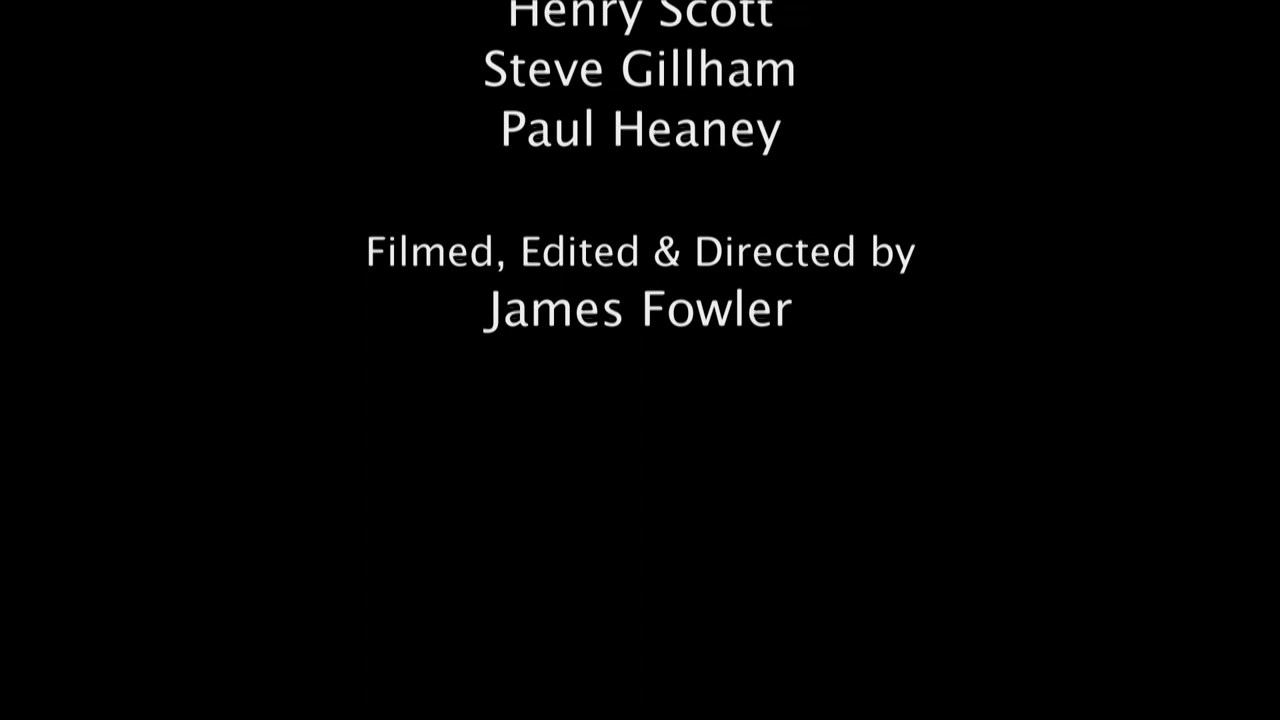 Henry Scott
Steve Gillham
Paul Heaney
Filmed, Edited & Directed by
James Fowler